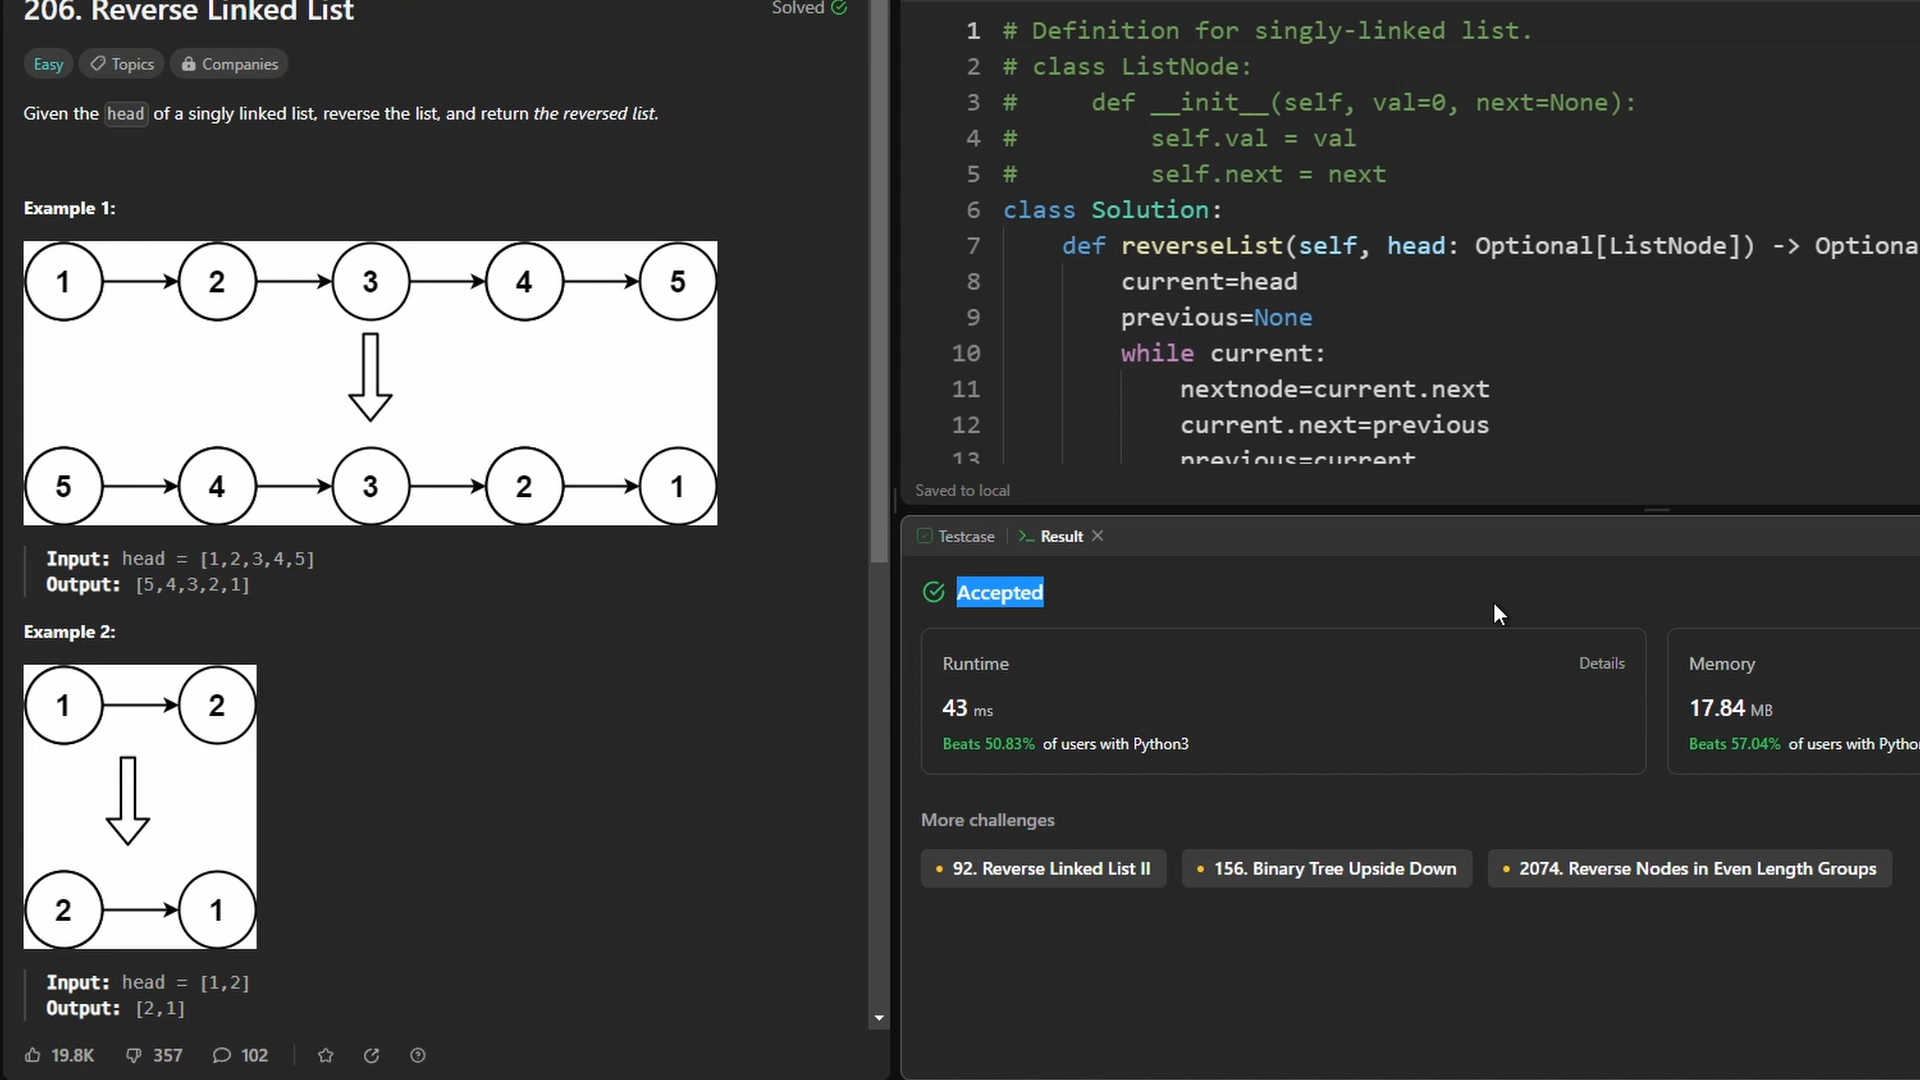 206. Reverse Linked List
Solved
Easy
Topics
Companies
Given the head of a singly linked list, reverse the list, and return the reversed list.
Example 1:
1 2 3 4 5
5 4 3 2 1
Input: head = [1,2,3,4,5]
Output: [5,4,3,2,1]
Example 2:
1 2
2 1
Input: head = [1,2]
Output: [2,1]
19.8K 357 102
1 # Definition for singly-linked list.
2 # class ListNode:
3 #     def __init__(self, val=0, next=None):
4 #         self.val = val
5 #         self.next = next
6 class Solution:
7     def reverseList(self, head: Optional[ListNode]) -> Optiona
8         current=head
9         previous=None
10         while current:
11             nextnode=current.next
12             current.next=previous
13             previous=current
Saved to local
Testcase
>_ Result
Accepted
Runtime
Details
43 ms
Beats 50.83% of users with Python3
Memory
17.84 MB
Beats 57.04% of users with Pytho
More challenges
92. Reverse Linked List II
156. Binary Tree Upside Down
2074. Reverse Nodes in Even Length Groups